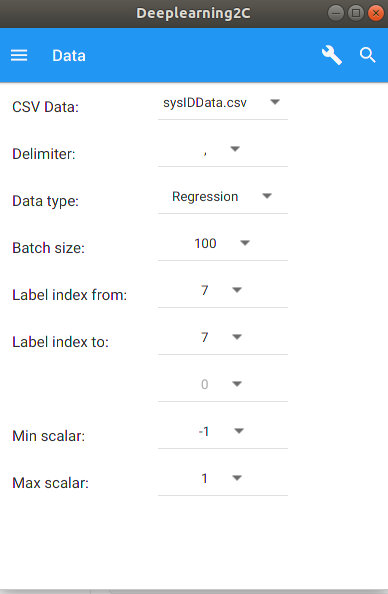 Deeplearning2C
Data
CSV Data: sysIDData.csv
Delimiter: ,
Data type: Regression
Batch size: 100
Label index from: 7
Label index to: 7
0
Min scalar: -1
Max scalar: 1